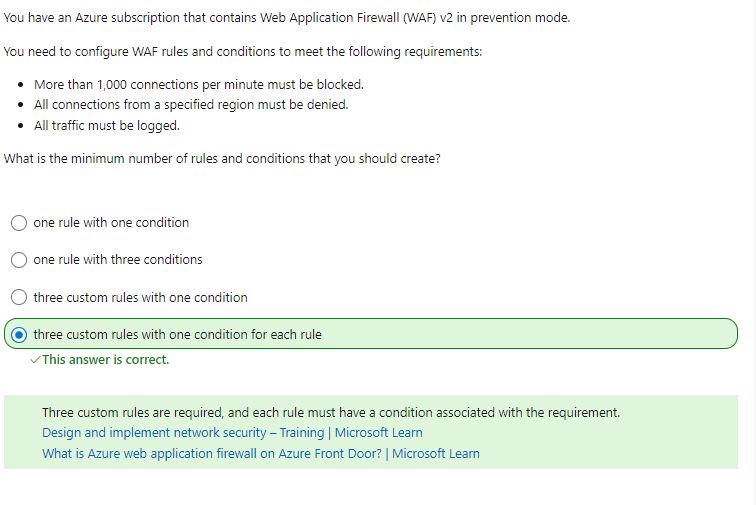 You have an Azure subscription that contains Web Application Firewall (WAF) v2 in prevention mode.
You need to configure WAF rules and conditions to meet the following requirements:
• More than 1,000 connections per minute must be blocked.
• All connections from a specified region must be denied.
• All traffic must be logged.
What is the minimum number of rules and conditions that you should create?
one rule with one condition
one rule with three conditions
three custom rules with one condition
three custom rules with one condition for each rule
✓This answer is correct.
Three custom rules are required, and each rule must have a condition associated with the requirement.
Design and implement network security – Training | Microsoft Learn
What is Azure web application firewall on Azure Front Door? | Microsoft Learn